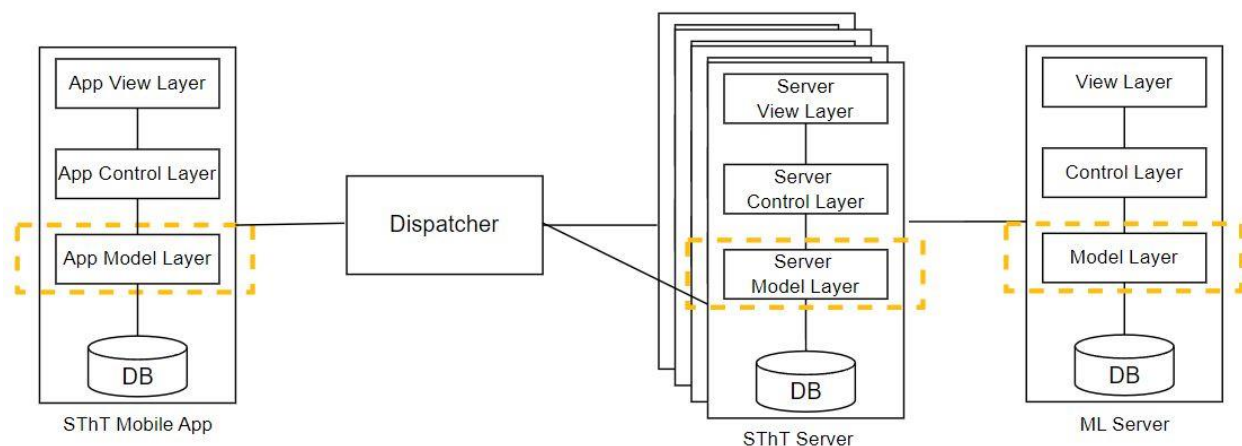 App View Layer
App Control Layer
App Model Layer
DB
SThT Mobile App
Dispatcher
Server
View Layer
Server
Control Layer
Server
Model Layer
DB
SThT Server
View Layer
Control Layer
Model Layer
DB
ML Server